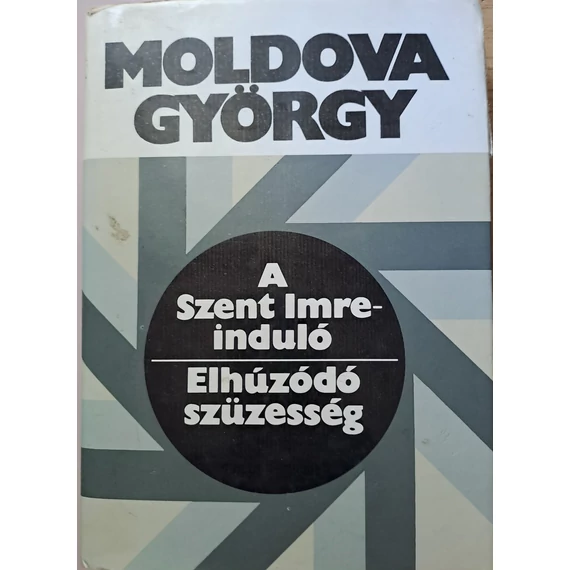 MOLDOVA
GYÖRGY
A
Szent Imre-
induló
Elhúzódó
szüzesség